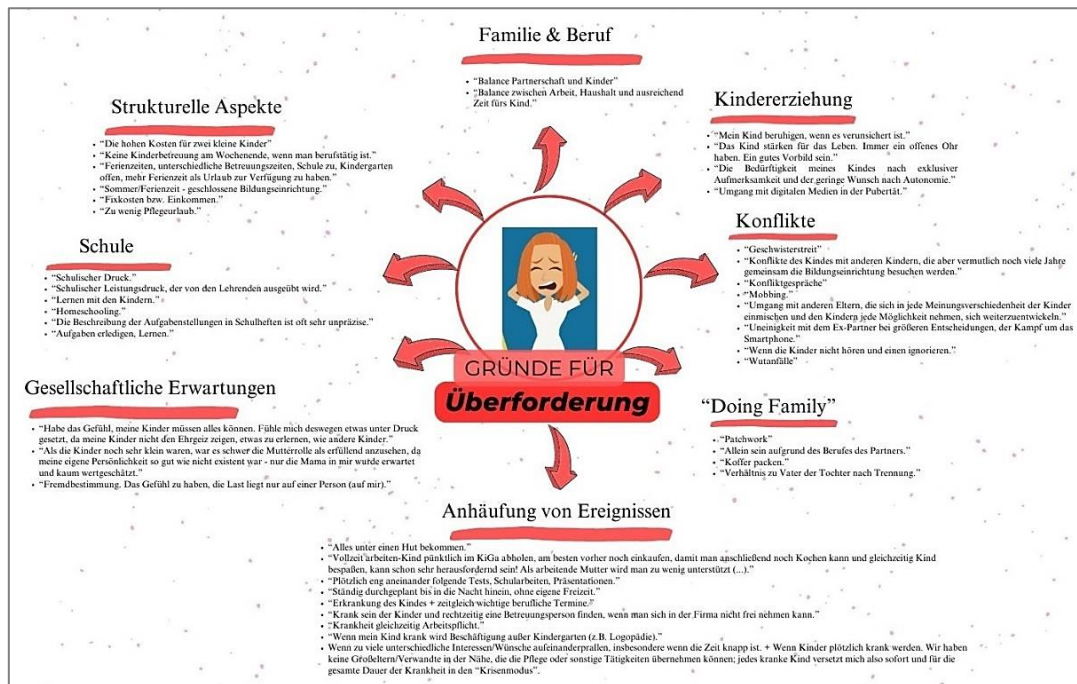 Familie & Beruf
• “Balance Partnerschaft und Kinder”
• “Balance zwischen Arbeit, Haushalt und ausreichend
Zeit fürs Kind.”
Strukturelle Aspekte
• “Die hohen Kosten für zwei kleine Kinder”
• “Keine Kinderbetreuung am Wochenende, wenn man berufstätig ist.”
• “Ferienzeiten, unterschiedliche Betreuungszeiten, Schule zu, Kindergarten
offen, mehr Ferienzeit als Urlaub zur Verfügung zu haben.”
• “Sommer/Ferienzeit - geschlossene Bildungseinrichtung.”
• “Fixkosten bzw. Einkommen.”
• “Zu wenig Pflegeurlaub.”
Kindererziehung
• “Mein Kind beruhigen, wenn es verunsichert ist.”
• “Das Kind stärken für das Leben. Immer ein offenes Ohr
haben. Ein gutes Vorbild sein.”
• “Die Bedürftigkeit meines Kindes nach exklusiver
Aufmerksamkeit und der geringe Wunsch nach Autonomie.”
• “Umgang mit digitalen Medien in der Pubertät.”
Schule
• “Schulischer Druck.”
• “Schulischer Leistungsdruck, der von den Lehrenden ausgeübt wird.”
• “Lernen mit den Kindern.”
• “Homeschooling.”
• “Die Beschreibung der Aufgabenstellungen in Schulheften ist oft sehr unpräzise.”
• “Aufgaben erledigen, Lernen.”
Konflikte
• “Geschwisterstreit”
• “Konflikte des Kindes mit anderen Kindern, die aber vermutlich noch viele Jahre
gemeinsam die Bildungseinrichtung besuchen werden.”
• “Konfliktgespräche”
• “Mobbing.”
• “Umgang mit anderen Eltern, die sich in jede Meinungsverschiedenheit der Kinder
einmischen und den Kindern jede Möglichkeit nehmen, sich weiterzuentwickeln.”
• “Uneinigkeit mit dem Ex-Partner bei größeren Entscheidungen, der Kampf um das
Smartphone.”
• “Wenn die Kinder nicht hören und einen ignorieren.”
• “Wutanfälle”
GRÜNDE FÜR
Überforderung
Gesellschaftliche Erwartungen
• “Habe das Gefühl, meine Kinder müssen alles können. Fühle mich deswegen etwas unter Druck
gesetzt, da meine Kinder nicht den Ehrgeiz zeigen, etwas zu erlernen, wie andere Kinder.”
• “Als die Kinder noch sehr klein waren, war es schwer die Mutterrolle als erfüllend anzusehen, da
meine eigene Persönlichkeit so gut wie nicht existent war - nur die Mama in mir wurde erwartet
und kaum wertgeschätzt.”
• “Fremdbestimmung. Das Gefühl zu haben, die Last liegt nur auf einer Person (auf mir).”
“Doing Family”
• “Patchwork”
• “Allein sein aufgrund des Berufes des Partners.”
• “Koffer packen.”
• “Verhältnis zu Vater der Tochter nach Trennung.”
Anhäufung von Ereignissen
• “Alles unter einen Hut bekommen.”
• “Vollzeit arbeiten-Kind pünktlich im KiGa abholen, am besten vorher noch einkaufen, damit man anschließend noch Kochen kann und gleichzeitig Kind
bespaßen, kann schon sehr herausfordernd sein! Als arbeitende Mutter wird man zu wenig unterstützt (...).”
• “Plötzlich eng aneinander folgende Tests, Schularbeiten, Präsentationen.”
• “Ständig durchgeplant bis in die Nacht hinein, ohne eigene Freizeit.”
• “Erkrankung des Kindes + zeitgleich wichtige berufliche Termine.”
• “Krank sein der Kinder und rechtzeitig eine Betreuungsperson finden, wenn man sich in der Firma nicht frei nehmen kann.”
• “Krankheit gleichzeitig Arbeitspflicht.”
• “Wenn mein Kind krank wird Beschäftigung außer Kindergarten (z.B. Logopädie).”
• Wenn zu viele unterschiedliche Interessen/Wünsche aufeinanderprallen, insbesondere wenn die Zeit knapp ist. + Wenn Kinder plötzlich krank werden. Wir haben
keine Großeltern/Verwandte in der Nähe, die die Pflege oder sonstige Tätigkeiten übernehmen können; jedes kranke Kind versetzt mich also sofort und für die
gesamte Dauer der Krankheit in den “Krisenmodus”.